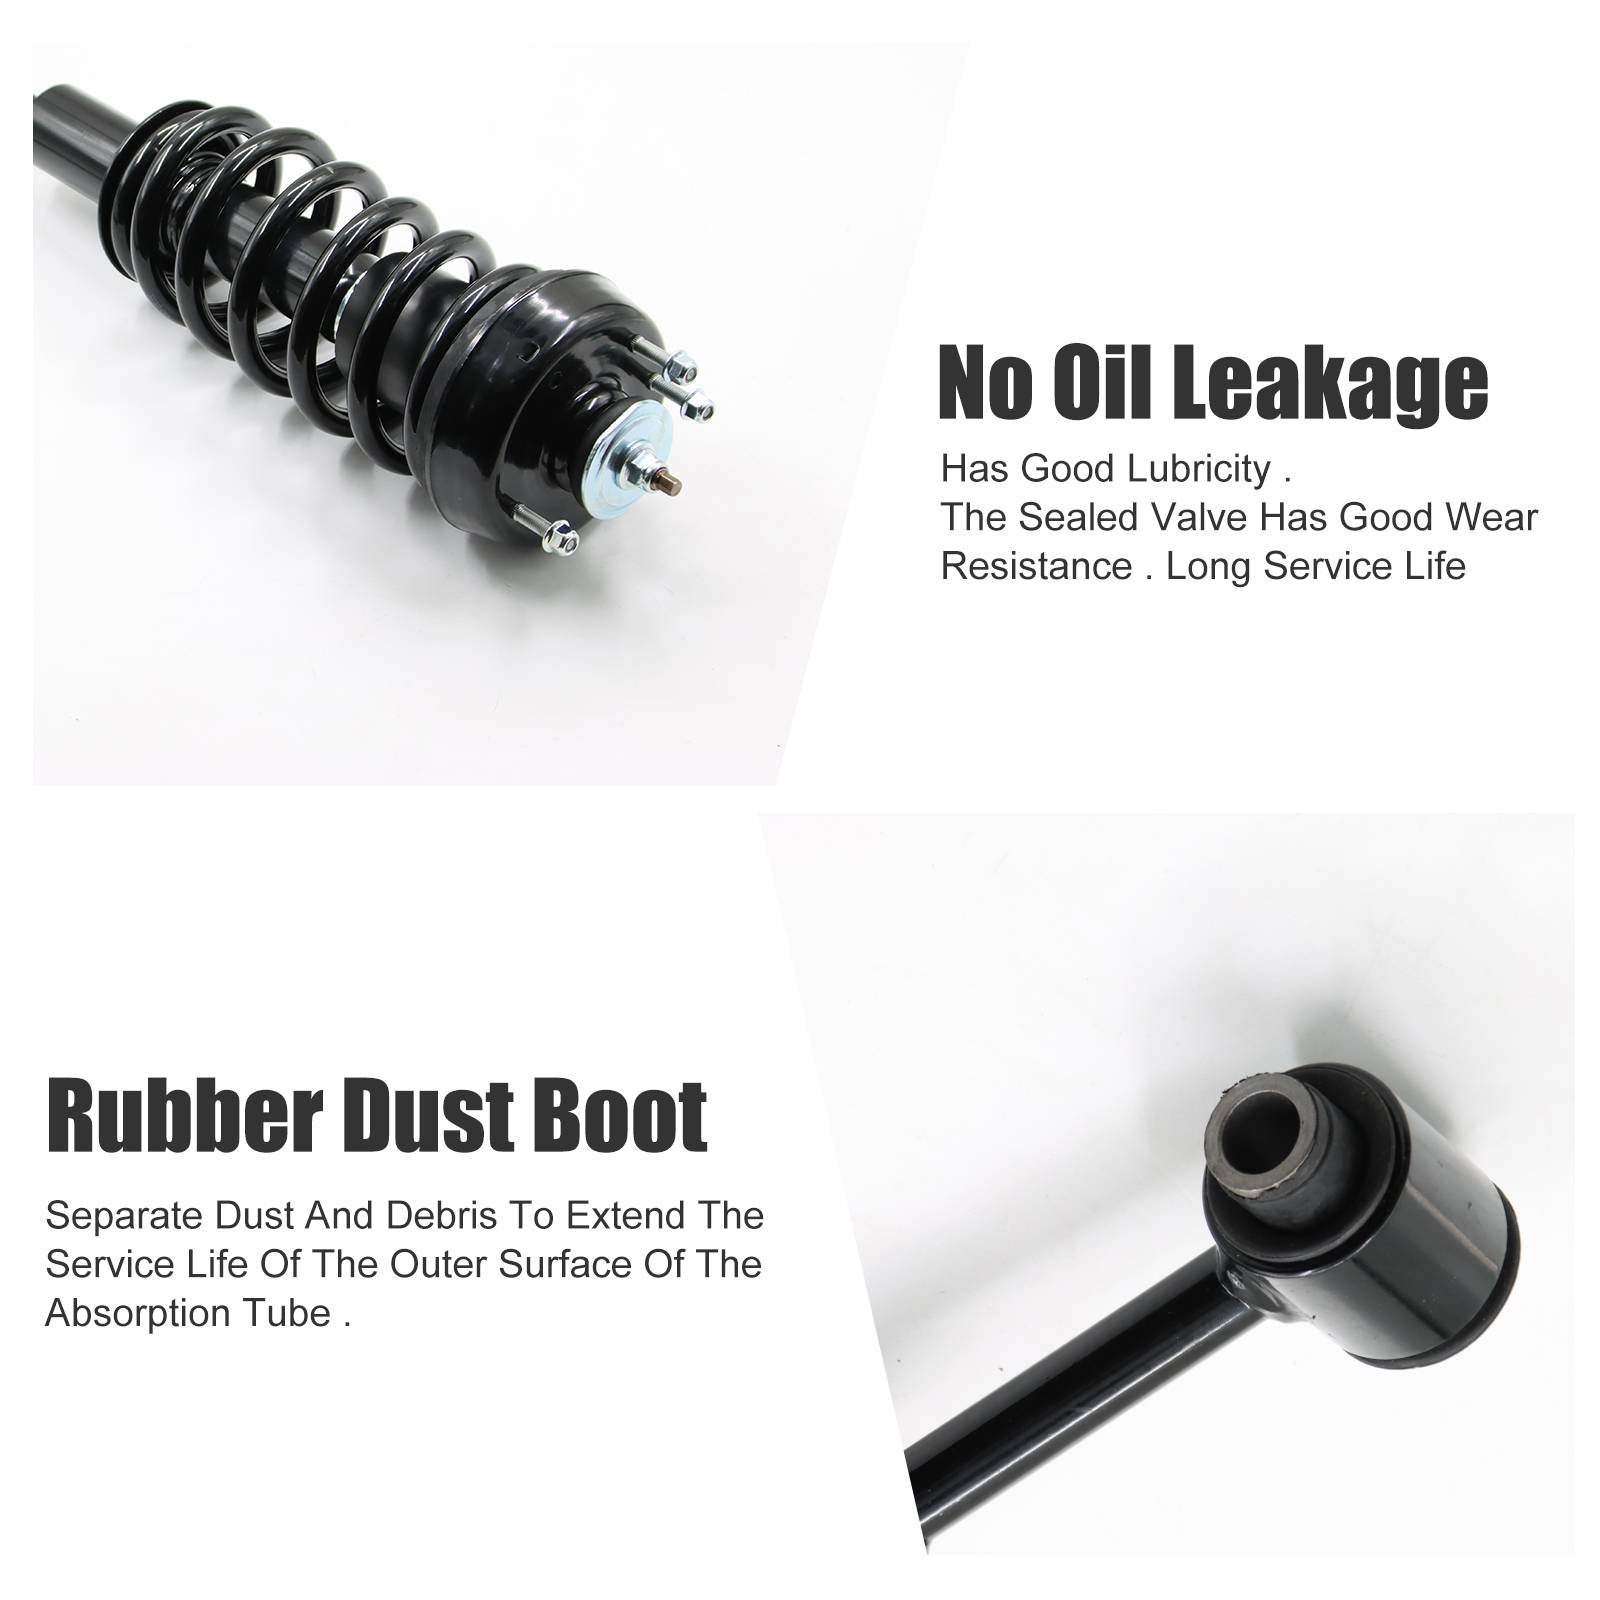 No Oil Leakage
Has Good Lubricity .
The Sealed Valve Has Good Wear
Resistance . Long Service Life
Rubber Dust Boot
Separate Dust And Debris To Extend The
Service Life Of The Outer Surface Of The
Absorption Tube .